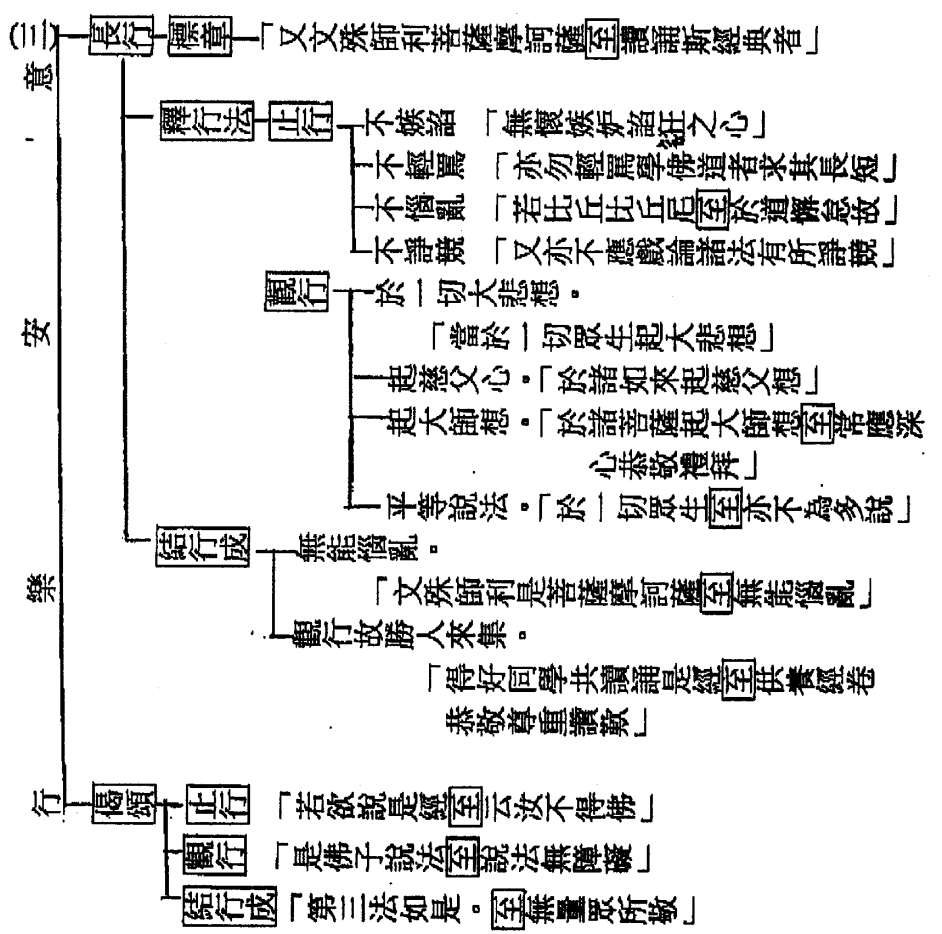 (三)意安樂行
長行 標章 「又文殊師利菩薩摩訶薩至讀誦斯經典者」
釋行法 止行 不嫉諂 「無懷嫉妒諂誑之心」
不輕罵 「亦勿輕罵學佛道者求其長短」
不惱亂 「若比丘比丘尼至於道懈怠故」
不諍競 「又亦不應戲論諸法有所諍競」
觀行 於一切大悲想。
「當於一切眾生起大悲想」
起慈父心。「於諸如來起慈父想」
起大師想。「於諸菩薩起大師想至常應深
心恭敬禮拜」
平等說法。「於一切眾生至亦不為多說」
結行成 無能惱亂。
「文殊師利是菩薩摩訶薩至無能惱亂」
觀行故勝人來集。
「得好同學共讀誦是經至供養經卷
恭敬尊重讚歎」
偈頌 止行 「若欲說是經至云汝不得佛」
觀行 「是佛子說法至說法無障礙」
結行成 「第三法如是。至無量眾所敬」